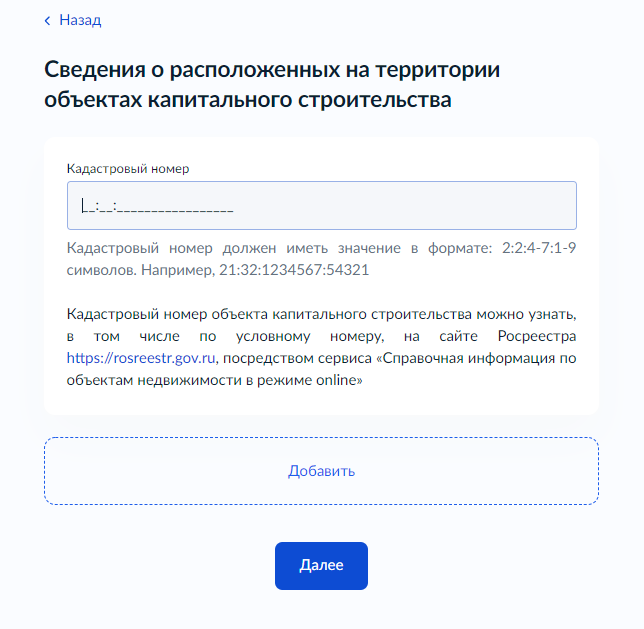 Назад
Сведения о расположенных на территории
объектах капитального строительства
Кадастровый номер
__:__:_________________
Кадастровый номер должен иметь значение в формате: 2:2:4-7:1-9
символов. Например, 21:32:1234567:54321
Кадастровый номер объекта капитального строительства можно узнать,
в том числе по условному номеру, на сайте Росреестра
https://rosreestr.gov.ru, посредством сервиса «Справочная информация по
объектам недвижимости в режиме online»
Добавить
Далее